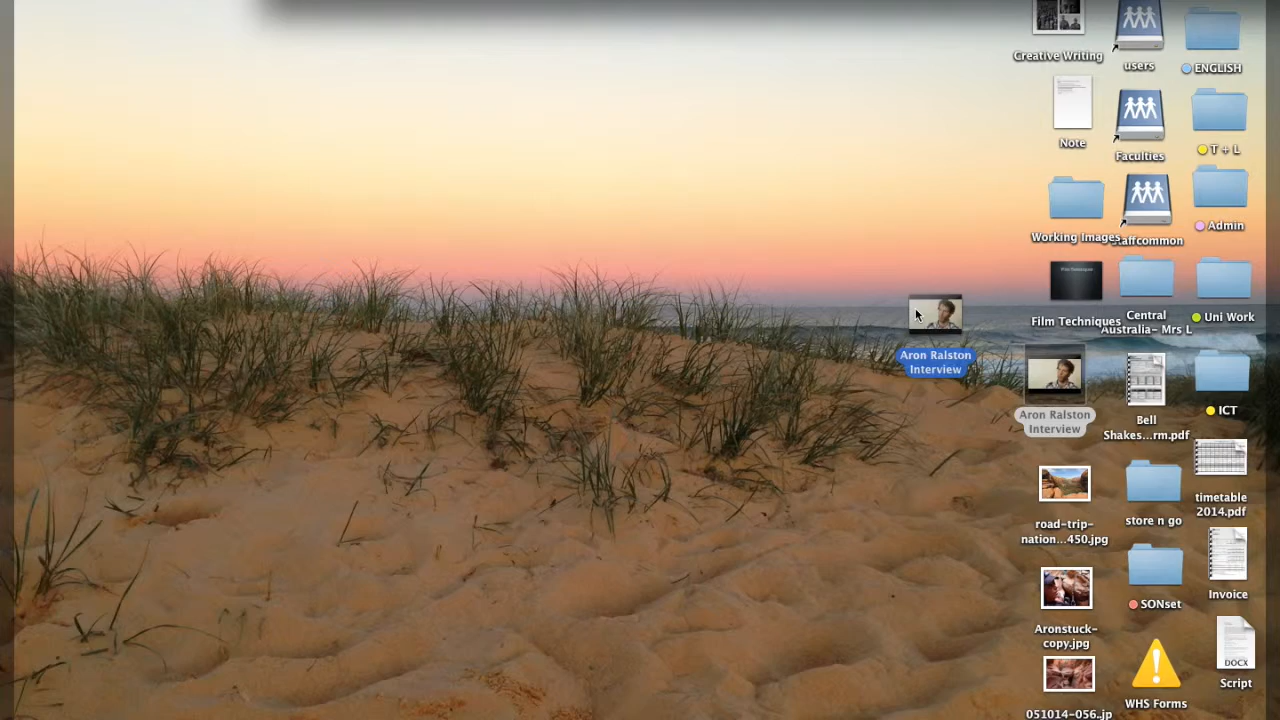 Creative Writing
users
ENGLISH
Note
Faculties
T + L
Working Images
taffcommon
Admin
Film Techniques
Central
Australia- Mrs L
Uni Work
Aron Ralston
Interview
Aron Ralston
Interview
Bell
Shakes...rm.pdf
ICT
road-trip-
nation...450.jpg
store n go
timetable
2014.pdf
Aronstuck-
copy.jpg
SONset
Invoice
051014-056.jp
WHS Forms
DOCX
Script